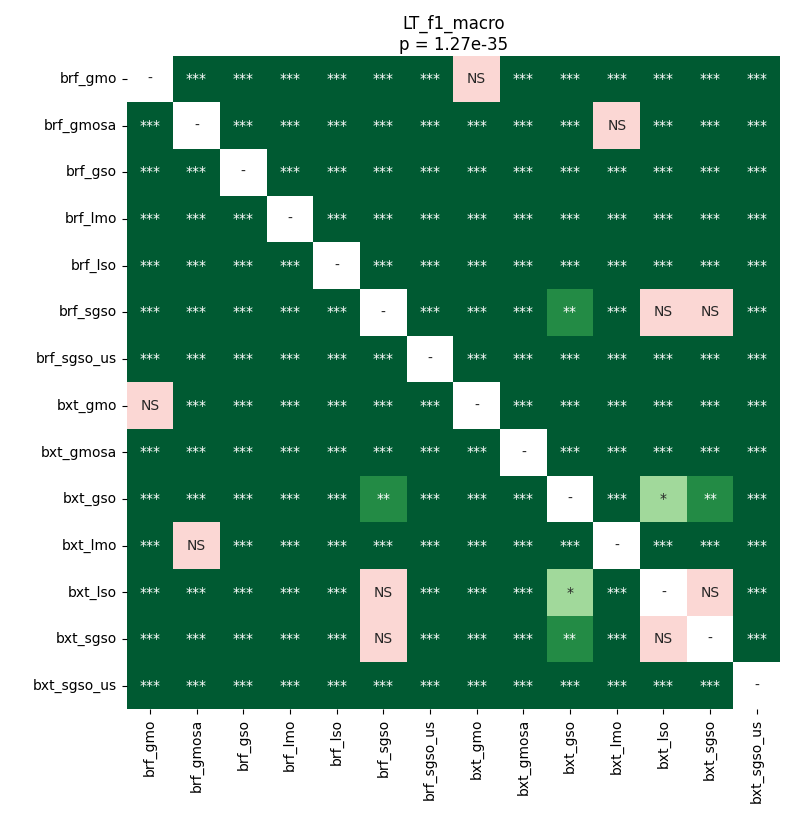 LT_f1_macro
p = 1.27e-35
brf_gmo - *** *** *** *** *** *** NS *** *** *** *** *** ***
brf_gmosa *** - *** *** *** *** *** *** *** *** NS *** *** ***
brf_gso *** *** - *** *** *** *** *** *** *** *** *** *** ***
brf_lmo *** *** *** - *** *** *** *** *** *** *** *** *** ***
brf_lso *** *** *** *** - *** *** *** *** *** *** *** *** ***
brf_sgso *** *** *** *** *** - *** *** *** ** *** NS NS ***
brf_sgso_us *** *** *** *** *** *** - *** *** *** *** *** *** ***
bxt_gmo NS *** *** *** *** *** *** - *** *** *** *** *** ***
bxt_gmosa *** *** *** *** *** *** *** *** - *** *** *** *** ***
bxt_gso *** *** *** *** *** ** *** *** *** - *** * ** ***
bxt_lmo *** NS *** *** *** *** *** *** *** *** - *** *** ***
bxt_lso *** *** *** *** *** NS *** *** *** * *** - NS ***
bxt_sgso *** *** *** *** *** NS *** *** *** ** *** NS - ***
bxt_sgso_us *** *** *** *** *** *** *** *** *** *** *** *** *** -
brf_gmo brf_gmosa brf_gso brf_lmo brf_lso brf_sgso brf_sgso_us bxt_gmo bxt_gmosa bxt_gso bxt_lmo bxt_lso bxt_sgso bxt_sgso_us